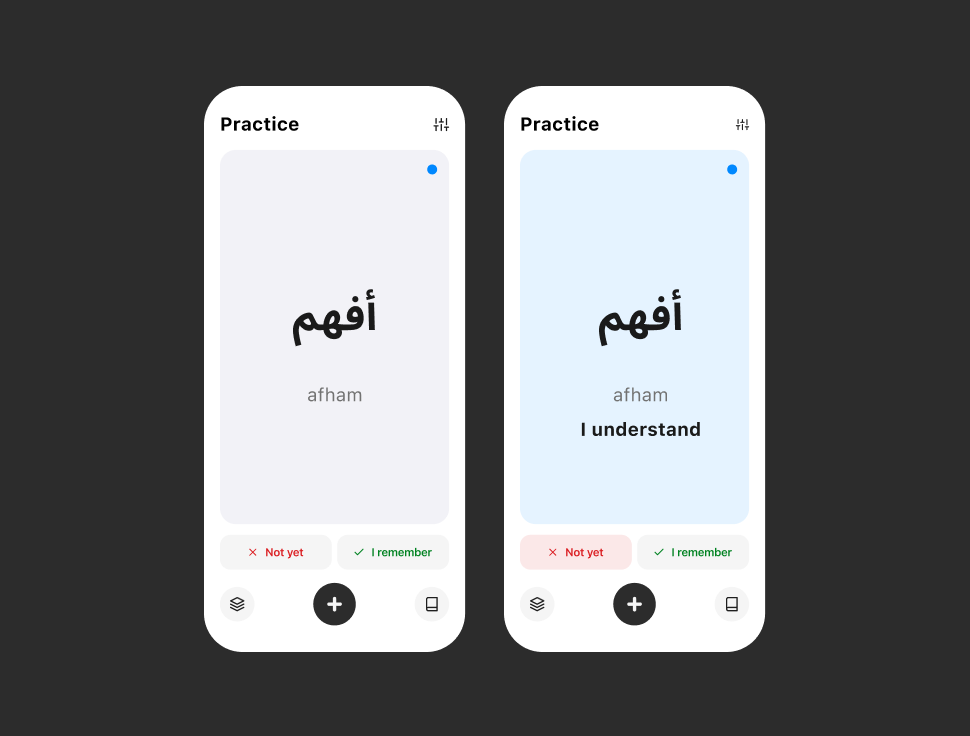 Practice
أفهم
afham
Not yet
I remember
Practice
أفهم
afham
I understand
Not yet
I remember